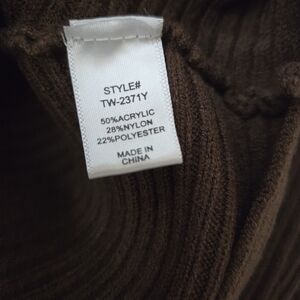 STYLE#
TW-2371Y
50%ACRYLIC
28%NYLON
22%POLYESTER
MADE IN
CHINA